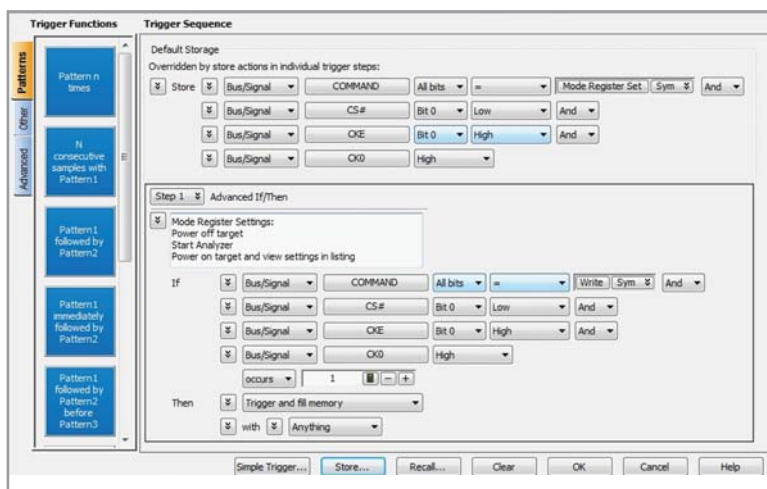 Trigger Functions
Trigger Sequence
Patterns
Other
Advanced
Pattern n
times
N
consecutive
samples with
Pattern1
Pattern1
followed by
Pattern2
Pattern1
immediately
followed by
Pattern2
Pattern1
followed by
Pattern2
before
Pattern3
Default Storage
Overridden by store actions in individual trigger steps:
Store Bus/Signal COMMAND All bits = Mode Register Set Sym And
Bus/Signal CS# Bit 0 Low And
Bus/Signal CKE Bit 0 High And
Bus/Signal CK0 High
Step 1 Advanced If/Then
Mode Register Settings:
Power off target
Start Analyzer
Power on target and view settings in listing
If Bus/Signal COMMAND All bits = Write Sym And
Bus/Signal CS# Bit 0 Low And
Bus/Signal CKE Bit 0 High And
Bus/Signal CK0 High
occurs 1 - +
Then Trigger and fill memory
with Anything
Simple Trigger... Store... Recall... Clear OK Cancel Help